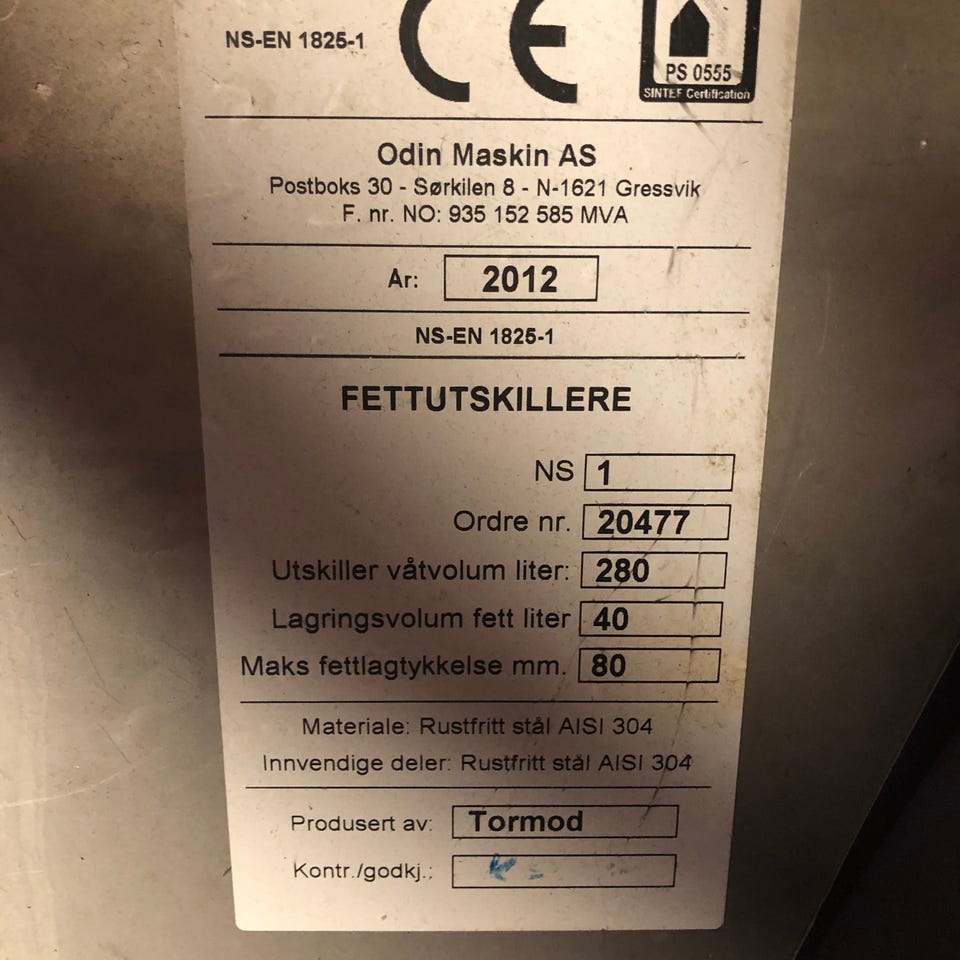 NS-EN 1825-1
CE
PS 0555
SINTEF Certification
Odin Maskin AS
Postboks 30 - Sørkilen 8 - N-1621 Gressvik
F. nr. NO: 935 152 585 MVA
Ar: 2012
NS-EN 1825-1
FETTUTSKILLERE
NS 1
Ordre nr. 20477
Utskiller våtvolum liter: 280
Lagringsvolum fett liter 40
Maks fettlagtykkelse mm. 80
Materiale: Rustfritt stål AISI 304
Innvendige deler: Rustfritt stål AISI 304
Produsert av: Tormod
Kontr./godkj.: